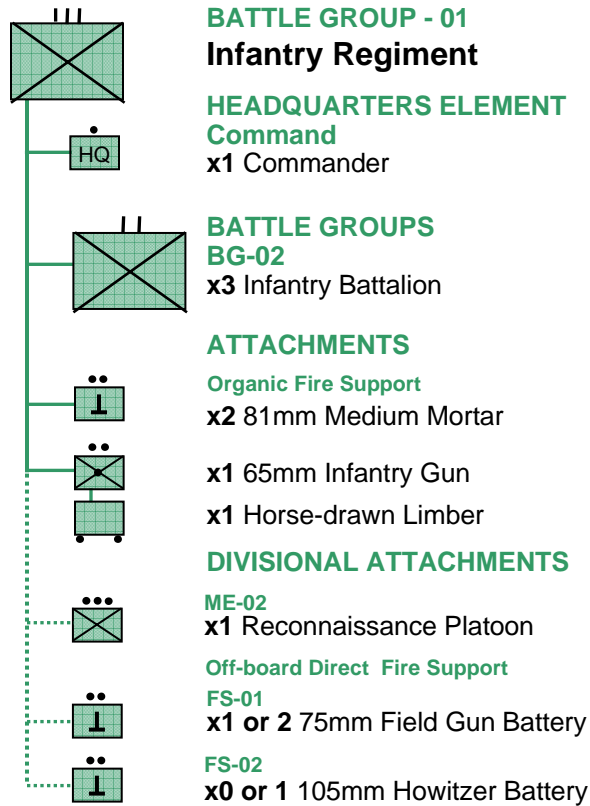 BATTLE GROUP - 01
Infantry Regiment
HEADQUARTERS ELEMENT
Command
HQ
x1 Commander
BATTLE GROUPS
BG-02
x3 Infantry Battalion
ATTACHMENTS
Organic Fire Support
x2 81mm Medium Mortar
x1 65mm Infantry Gun
x1 Horse-drawn Limber
DIVISIONAL ATTACHMENTS
ME-02
x1 Reconnaissance Platoon
Off-board Direct Fire Support
FS-01
x1 or 2 75mm Field Gun Battery
FS-02
x0 or 1 105mm Howitzer Battery